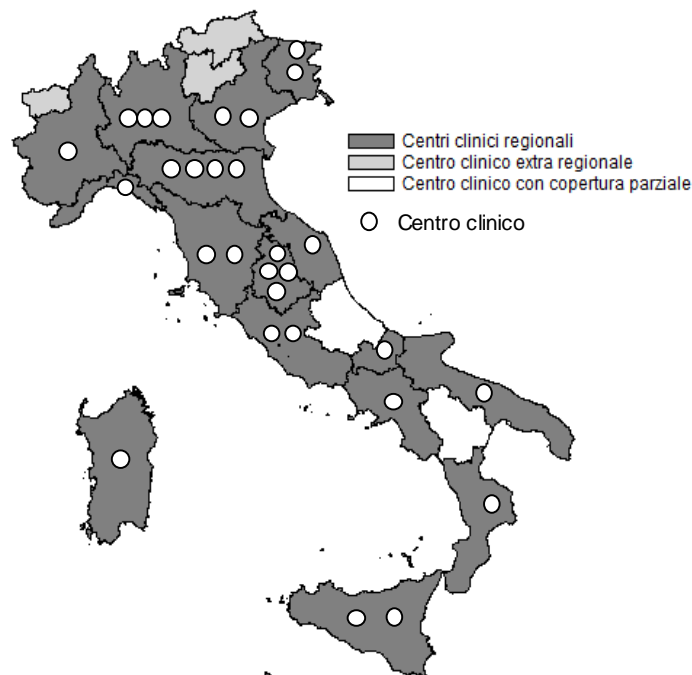 Centri clinici regionali
Centro clinico extra regionale
Centro clinico con copertura parziale
Centro clinico